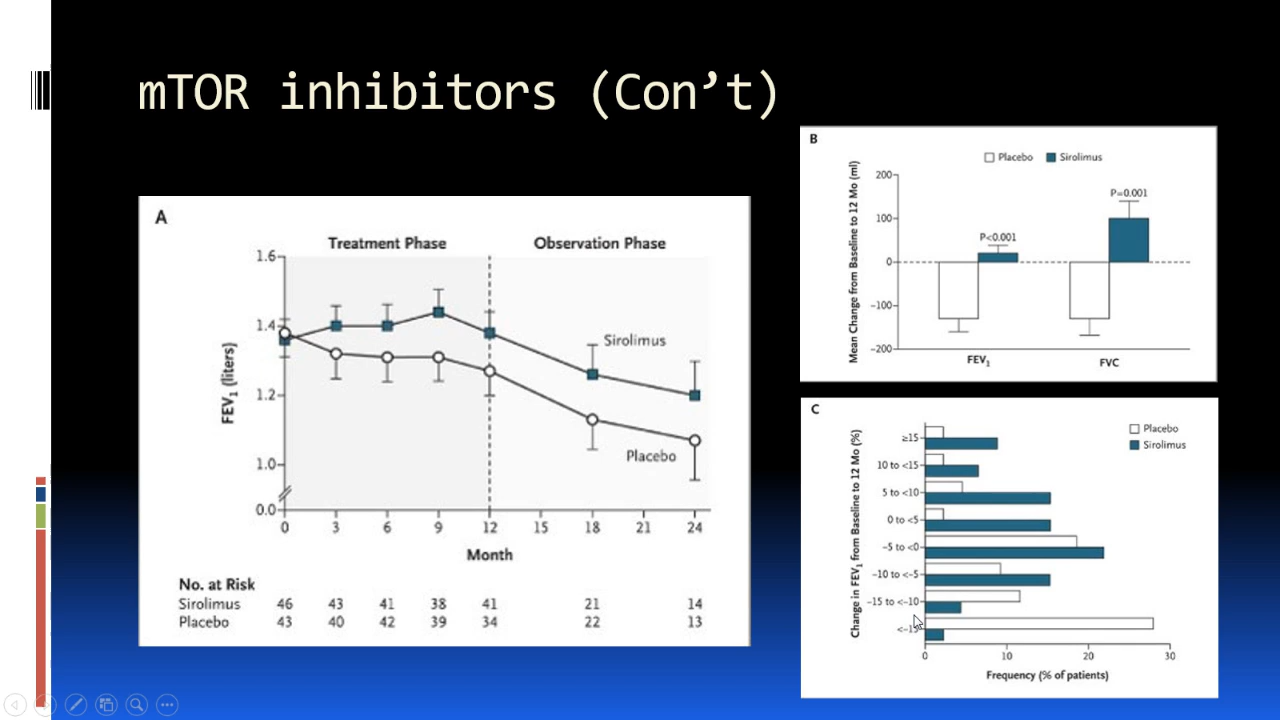 mTOR inhibitors (Con’t)
A
Treatment Phase
Observation Phase
1.6
1.4
1.2
1.0
0.0
FEV1 (liters)
Sirolimus
Placebo
0 3 6 9 12 15 18 21 24
Month
No. at Risk
Sirolimus 46 43 41 38 41 21 14
Placebo 43 40 42 39 34 22 13
B
Placebo Sirolimus
Mean Change from Baseline to 12 Mo (ml)
200
100
0
−100
−200
P<0.001
P=0.001
FEV1 FVC
C
Placebo
Sirolimus
Change in FEV1 from Baseline to 12 Mo (%)
≥15
10 to <15
5 to <10
0 to <5
−5 to <0
−10 to <−5
−15 to <−10
<−15
0 10 20 30
Frequency (% of patients)